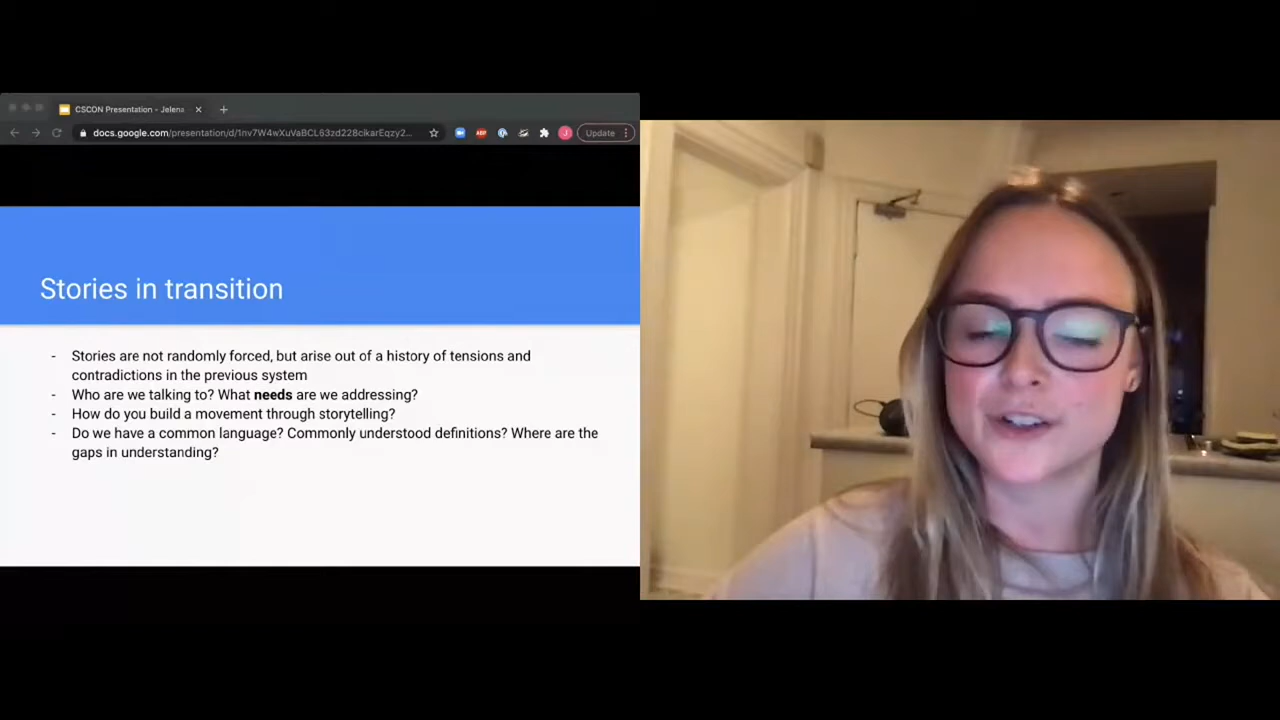 CSCON Presentation - Jelena
docs.google.com/presentation/d/1nv7W4wXuVaBCL63zd228cikarEqzy2...
ABP
J
Update
Stories in transition
- Stories are not randomly forced, but arise out of a history of tensions and
contradictions in the previous system
- Who are we talking to? What needs are we addressing?
- How do you build a movement through storytelling?
- Do we have a common language? Commonly understood definitions? Where are the
gaps in understanding?